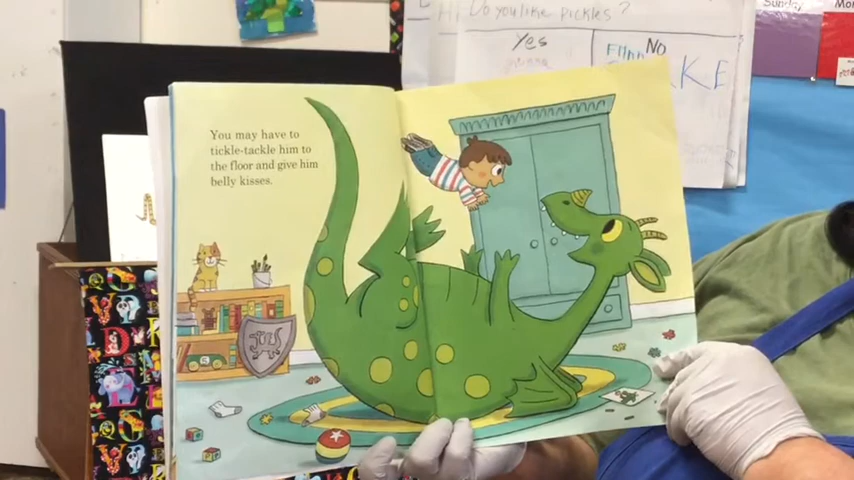 Do you like pickles?
Yes
No
Sunday
You may have to
tickle-tackle him to
the floor and give him
belly kisses.